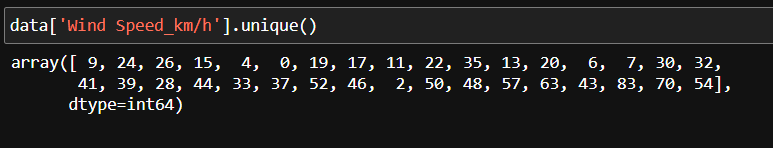 data['Wind Speed_km/h'].unique()
array([ 9, 24, 26, 15,  4,  0, 19, 17, 11, 22, 35, 13, 20,  6,  7, 30, 32,
       41, 39, 28, 44, 33, 37, 52, 46,  2, 50, 48, 57, 63, 43, 83, 70, 54],
      dtype=int64)